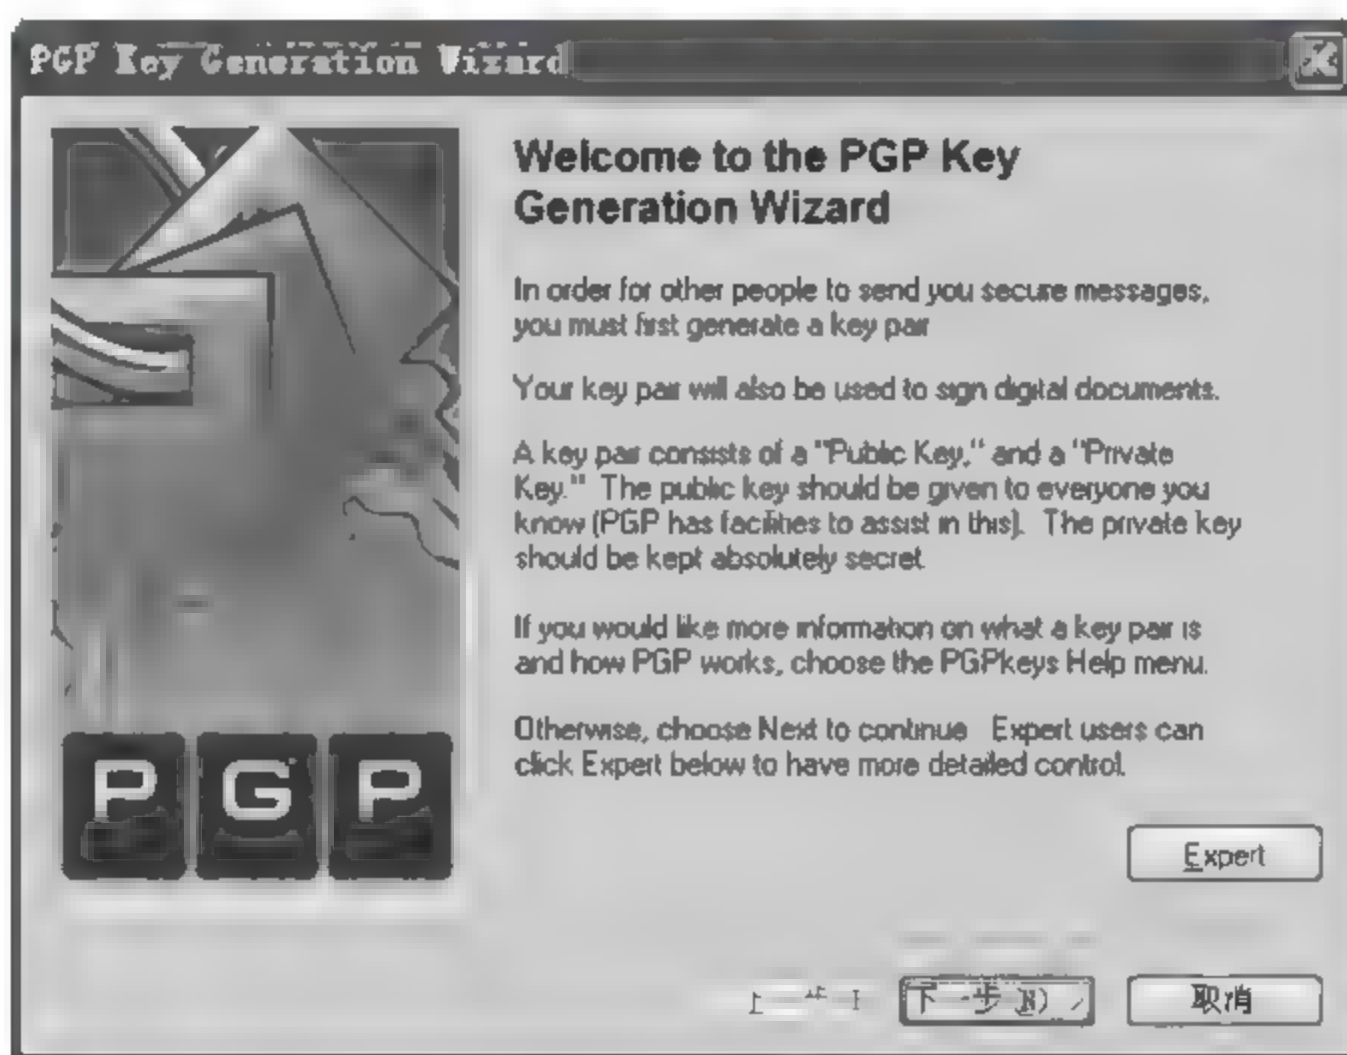 PGP Key Generation Wizard
Welcome to the PGP Key
Generation Wizard
In order for other people to send you secure messages,
you must first generate a key pair
Your key pair will also be used to sign digital documents.
A key pair consists of a "Public Key," and a "Private
Key." The public key should be given to everyone you
know (PGP has facilities to assist in this). The private key
should be kept absolutely secret
If you would like more information on what a key pair is
and how PGP works, choose the PGPkeys Help menu.
Otherwise, choose Next to continue Expert users can
click Expert below to have more detailed control.
P G P
Expert
下一步(N) 取消